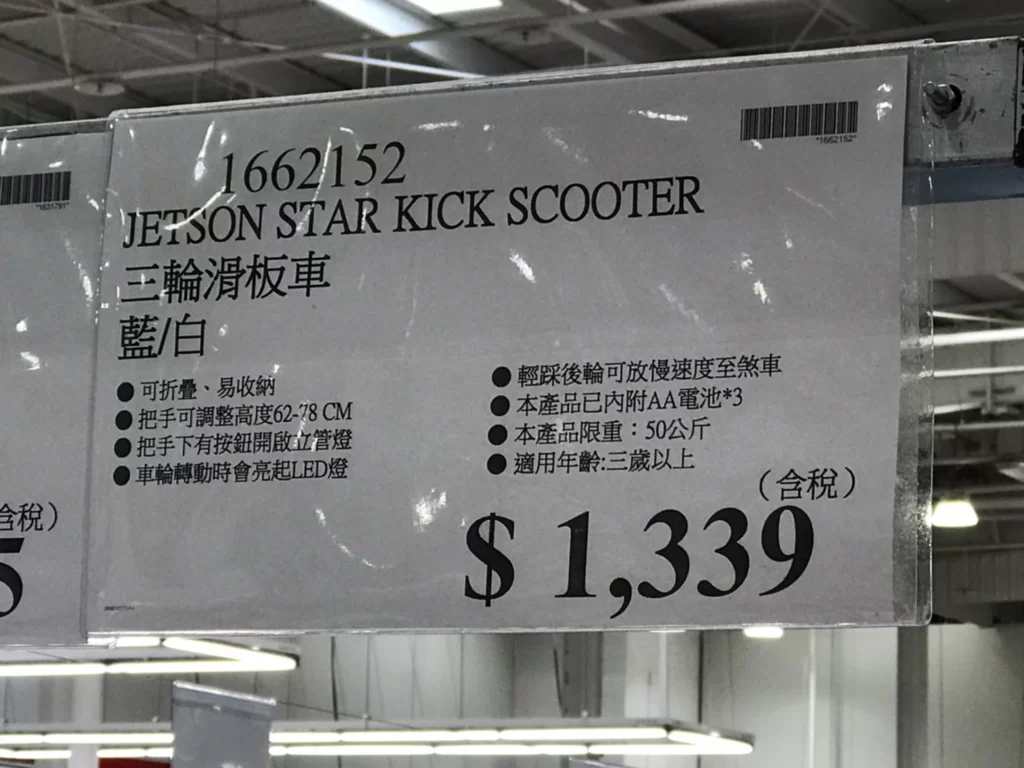 "1662152"
1662152
JETSON STAR KICK SCOOTER
三輪滑板車
藍/白
●可折疊、易收納
●把手可調整高度62-78 CM
●把手下有按鈕開啟立管燈
●車輪轉動時會亮起LED燈
●輕踩後輪可放慢速度至煞車
●本產品已內附AA電池*3
●本產品限重：50公斤
●適用年齡:三歲以上
（含稅）
$ 1,339
含稅）
5